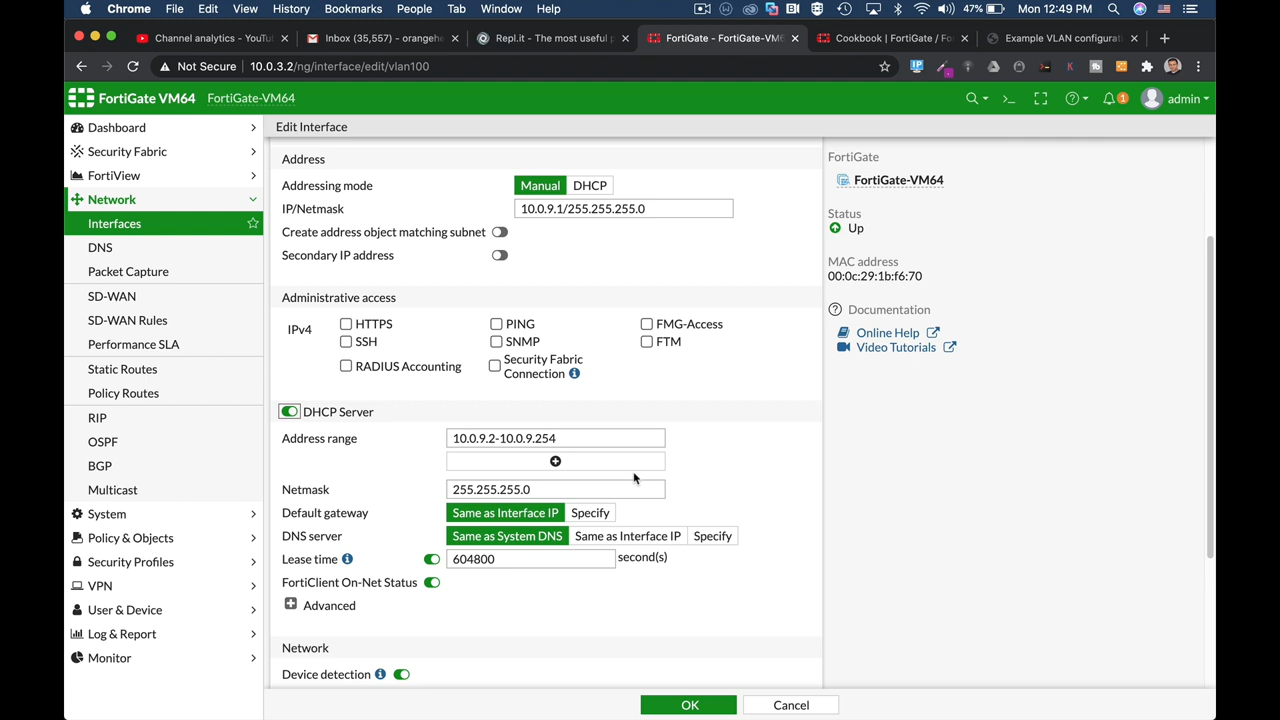 Chrome File Edit View History Bookmarks People Tab Window Help 47% Mon 12:49 PM
Channel analytics - YouTu
Inbox (35,557) - orangehe
Repl.it - The most useful p
FortiGate - FortiGate-VM6
Cookbook | FortiGate / Fo
Example VLAN configurat
Not Secure | 10.0.3.2/ng/interface/edit/vlan100
FortiGate VM64 FortiGate-VM64
1 admin
Dashboard
Security Fabric
FortiView
Network
Interfaces
DNS
Packet Capture
SD-WAN
SD-WAN Rules
Performance SLA
Static Routes
Policy Routes
RIP
OSPF
BGP
Multicast
System
Policy & Objects
Security Profiles
VPN
User & Device
Log & Report
Monitor
Edit Interface
Address
Addressing mode Manual DHCP
IP/Netmask 10.0.9.1/255.255.255.0
Create address object matching subnet
Secondary IP address
Administrative access
IPv4 HTTPS PING FMG-Access
SSH SNMP FTM
RADIUS Accounting Security Fabric
Connection
DHCP Server
Address range 10.0.9.2-10.0.9.254
Netmask 255.255.255.0
Default gateway Same as Interface IP Specify
DNS server Same as System DNS Same as Interface IP Specify
Lease time 604800 second(s)
FortiClient On-Net Status
Advanced
Network
Device detection
OK Cancel
FortiGate
FortiGate-VM64
Status
Up
MAC address
00:0c:29:1b:f6:70
Documentation
Online Help
Video Tutorials